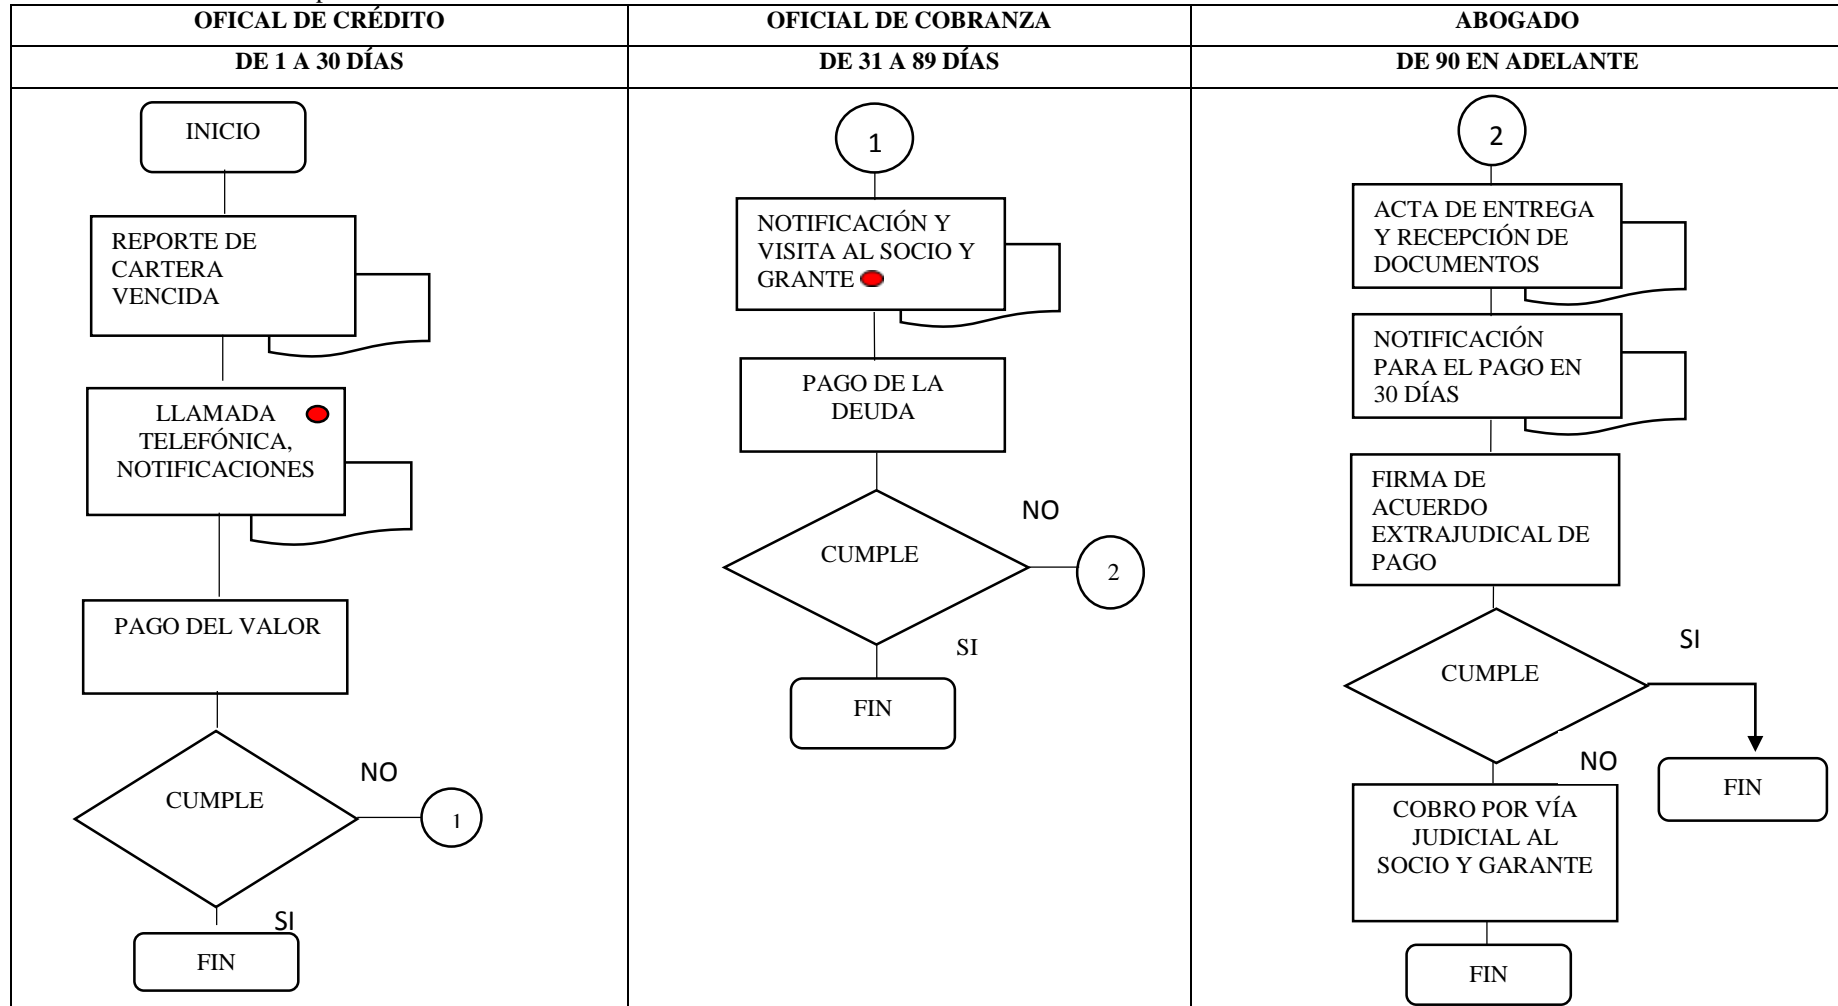 OFICAL DE CRÉDITO
OFICIAL DE COBRANZA
ABOGADO
DE 1 A 30 DÍAS
DE 31 A 89 DÍAS
DE 90 EN ADELANTE
INICIO
REPORTE DE
CARTERA
VENCIDA
LLAMADA
TELEFÓNICA,
NOTIFICACIONES
PAGO DEL VALOR
CUMPLE
NO
1
SI
FIN
1
NOTIFICACIÓN Y
VISITA AL SOCIO Y
GRANTE
PAGO DE LA
DEUDA
CUMPLE
NO
2
SI
FIN
2
ACTA DE ENTREGA
Y RECEPCIÓN DE
DOCUMENTOS
NOTIFICACIÓN
PARA EL PAGO EN
30 DÍAS
FIRMA DE
ACUERDO
EXTRAJUDICAL DE
PAGO
CUMPLE
SI
FIN
NO
COBRO POR VÍA
JUDICIAL AL
SOCIO Y GARANTE
FIN